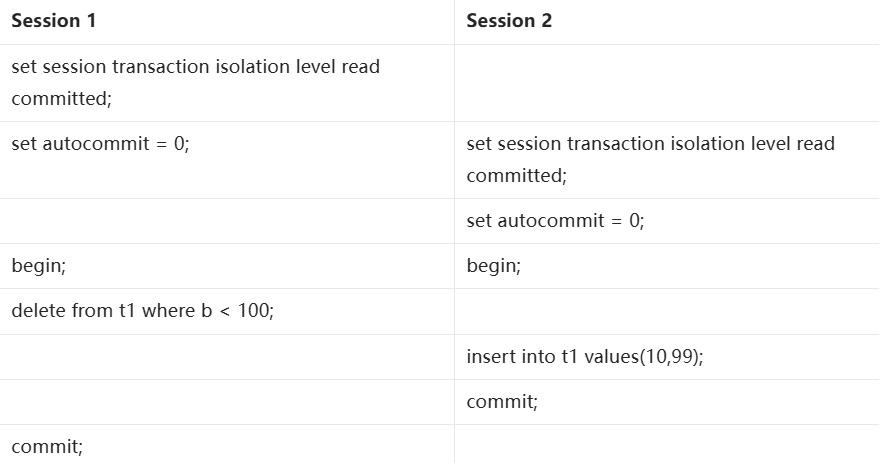 Session 1
Session 2
set session transaction isolation level read
committed;
set autocommit = 0;
set session transaction isolation level read
committed;
set autocommit = 0;
begin;
begin;
delete from t1 where b < 100;
insert into t1 values(10,99);
commit;
commit;